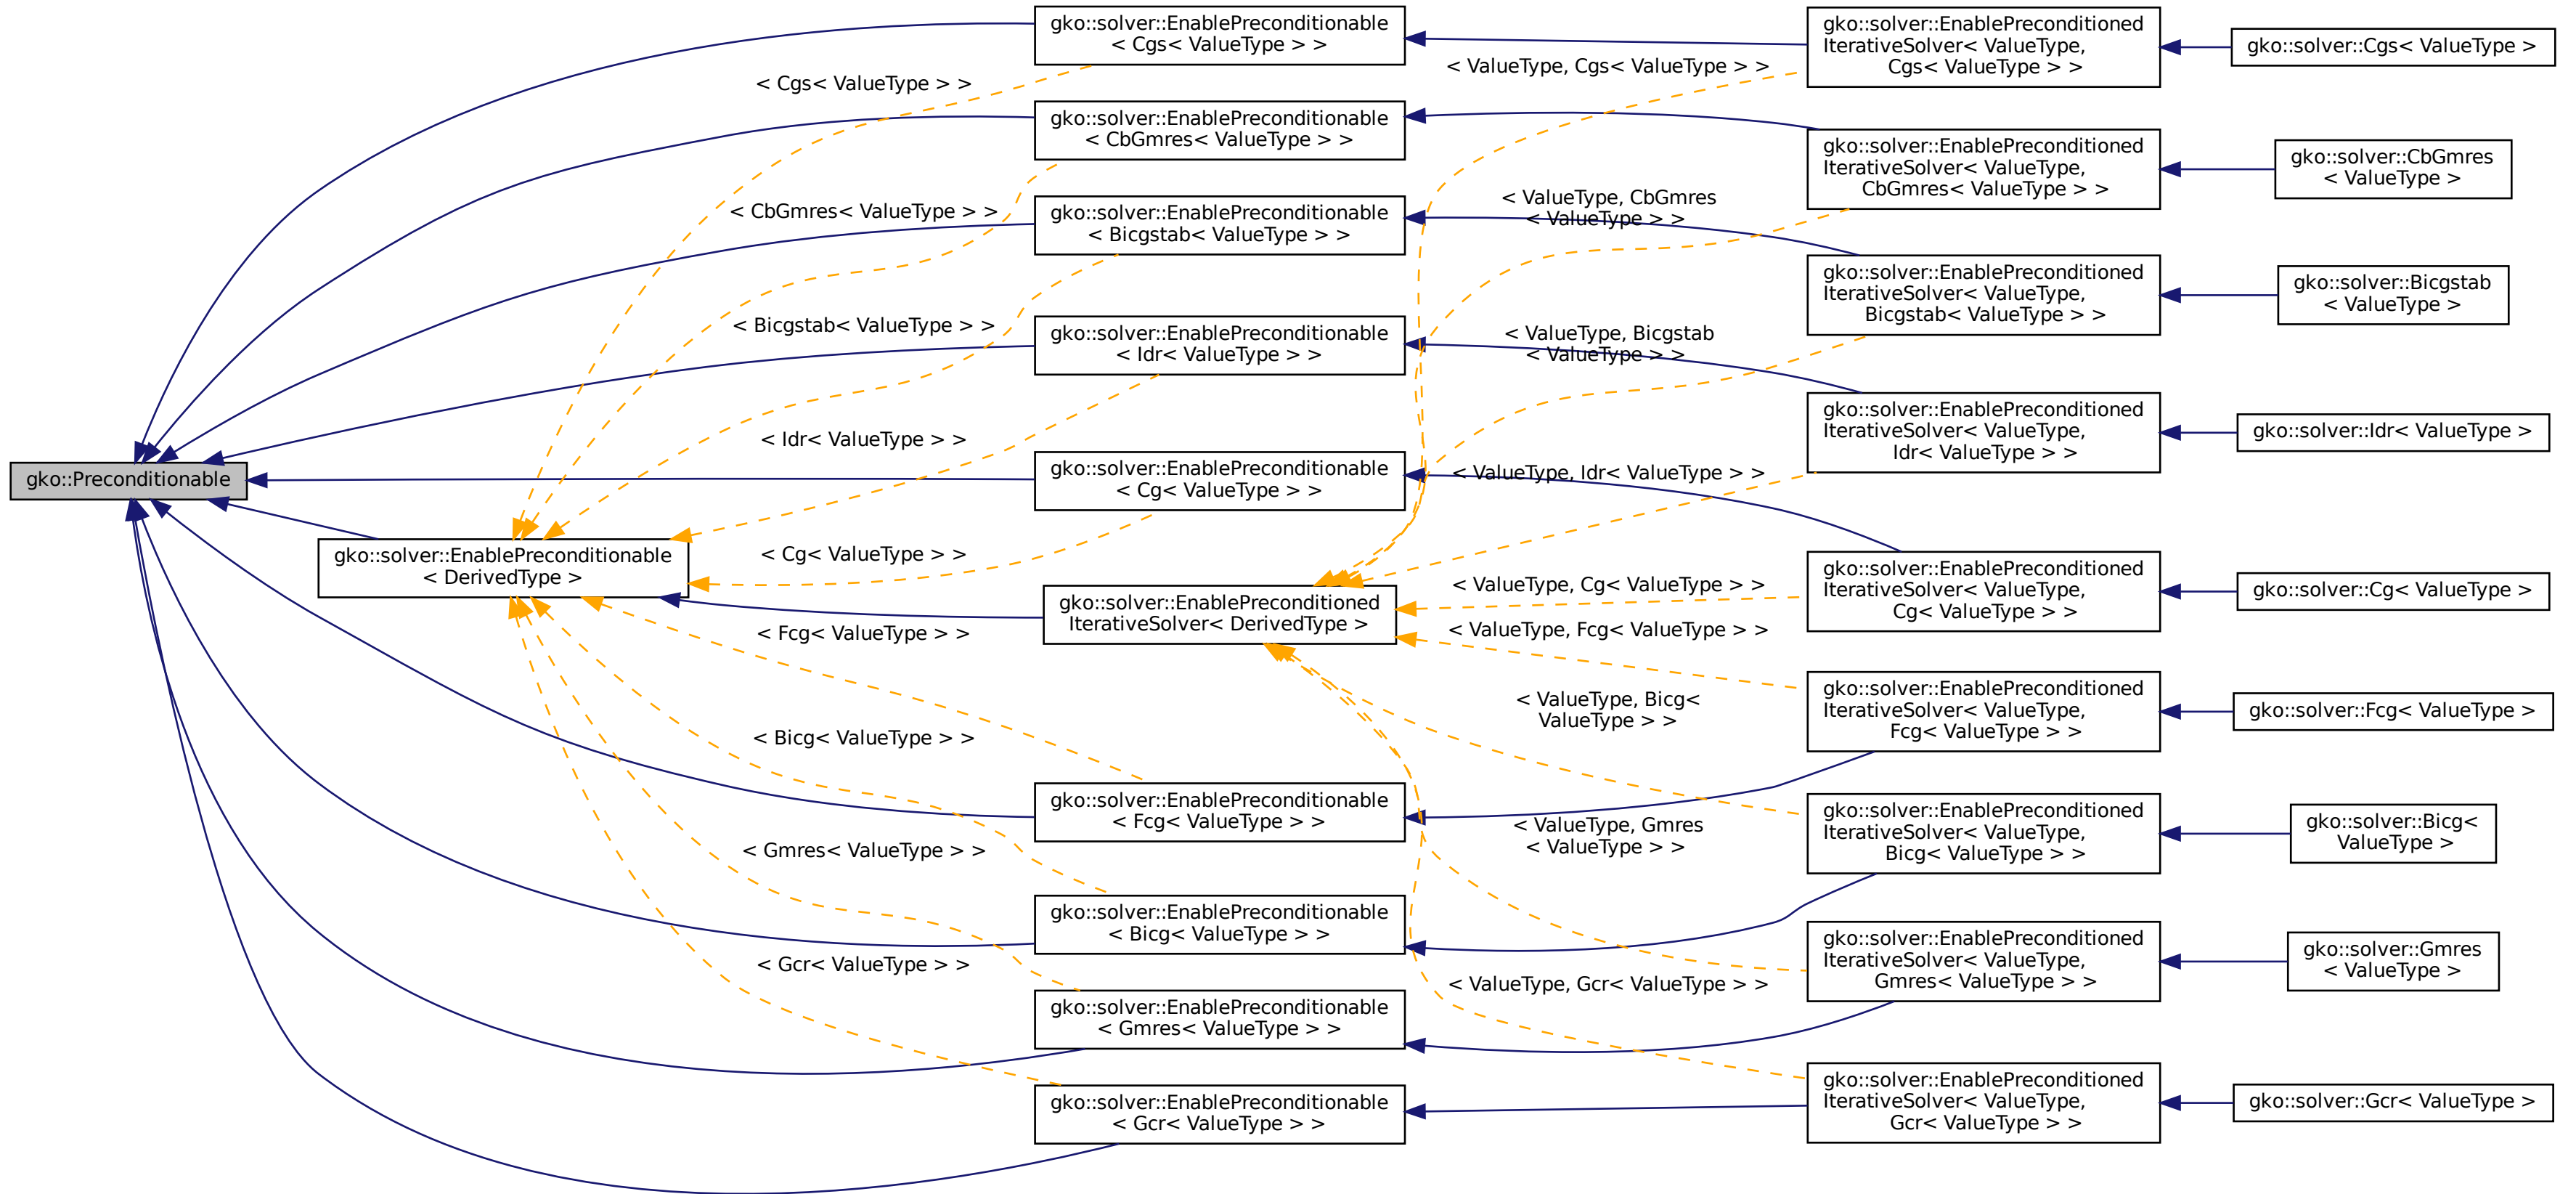 gko::Preconditionable
gko::solver::EnablePreconditionable
< DerivedType >
< Cgs< ValueType > >
< CbGmres< ValueType > >
< Bicgstab< ValueType > >
< Idr< ValueType > >
< Cg< ValueType > >
< Fcg< ValueType > >
< Bicg< ValueType > >
< Gmres< ValueType > >
< Gcr< ValueType > >
gko::solver::EnablePreconditionable
< Cgs< ValueType > >
gko::solver::EnablePreconditionable
< CbGmres< ValueType > >
gko::solver::EnablePreconditionable
< Bicgstab< ValueType > >
gko::solver::EnablePreconditionable
< Idr< ValueType > >
gko::solver::EnablePreconditionable
< Cg< ValueType > >
gko::solver::EnablePreconditioned
IterativeSolver< DerivedType >
gko::solver::EnablePreconditionable
< Fcg< ValueType > >
gko::solver::EnablePreconditionable
< Bicg< ValueType > >
gko::solver::EnablePreconditionable
< Gmres< ValueType > >
gko::solver::EnablePreconditionable
< Gcr< ValueType > >
< ValueType, Cgs< ValueType > >
< ValueType, CbGmres
< ValueType > >
< ValueType, Bicgstab
< ValueType > >
< ValueType, Idr< ValueType > >
< ValueType, Cg< ValueType > >
< ValueType, Fcg< ValueType > >
< ValueType, Bicg<
ValueType > >
< ValueType, Gmres
< ValueType > >
< ValueType, Gcr< ValueType > >
gko::solver::EnablePreconditioned
IterativeSolver< ValueType,
Cgs< ValueType > >
gko::solver::EnablePreconditioned
IterativeSolver< ValueType,
CbGmres< ValueType > >
gko::solver::EnablePreconditioned
IterativeSolver< ValueType,
Bicgstab< ValueType > >
gko::solver::EnablePreconditioned
IterativeSolver< ValueType,
Idr< ValueType > >
gko::solver::EnablePreconditioned
IterativeSolver< ValueType,
Cg< ValueType > >
gko::solver::EnablePreconditioned
IterativeSolver< ValueType,
Fcg< ValueType > >
gko::solver::EnablePreconditioned
IterativeSolver< ValueType,
Bicg< ValueType > >
gko::solver::EnablePreconditioned
IterativeSolver< ValueType,
Gmres< ValueType > >
gko::solver::EnablePreconditioned
IterativeSolver< ValueType,
Gcr< ValueType > >
gko::solver::Cgs< ValueType >
gko::solver::CbGmres
< ValueType >
gko::solver::Bicgstab
< ValueType >
gko::solver::Idr< ValueType >
gko::solver::Cg< ValueType >
gko::solver::Fcg< ValueType >
gko::solver::Bicg<
ValueType >
gko::solver::Gmres
< ValueType >
gko::solver::Gcr< ValueType >